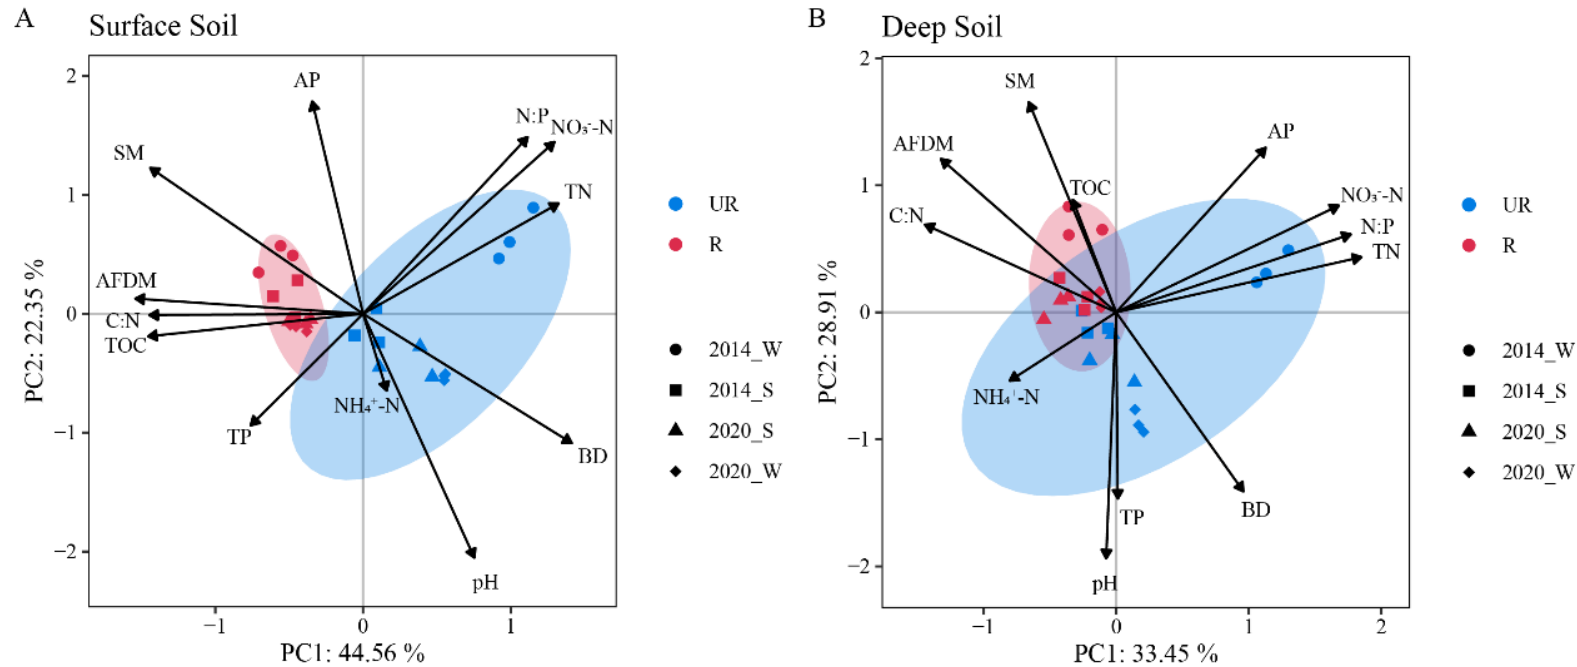 A
Surface Soil
PC2: 22.35 %
2
1
0
−1
−2
AP
N:P
NO₃⁻-N
SM
TN
AFDM
C:N
TOC
NH₄⁺-N
TP
BD
pH
−1
0
1
PC1: 44.56 %
UR
R
2014_W
2014_S
2020_S
2020_W
B
Deep Soil
PC2: 28.91 %
2
1
0
−1
−2
SM
AP
AFDM
TOC
NO₃⁻-N
C:N
N:P
TN
NH₄⁺-N
TP
BD
pH
−1
0
1
2
PC1: 33.45 %
UR
R
2014_W
2014_S
2020_S
2020_W